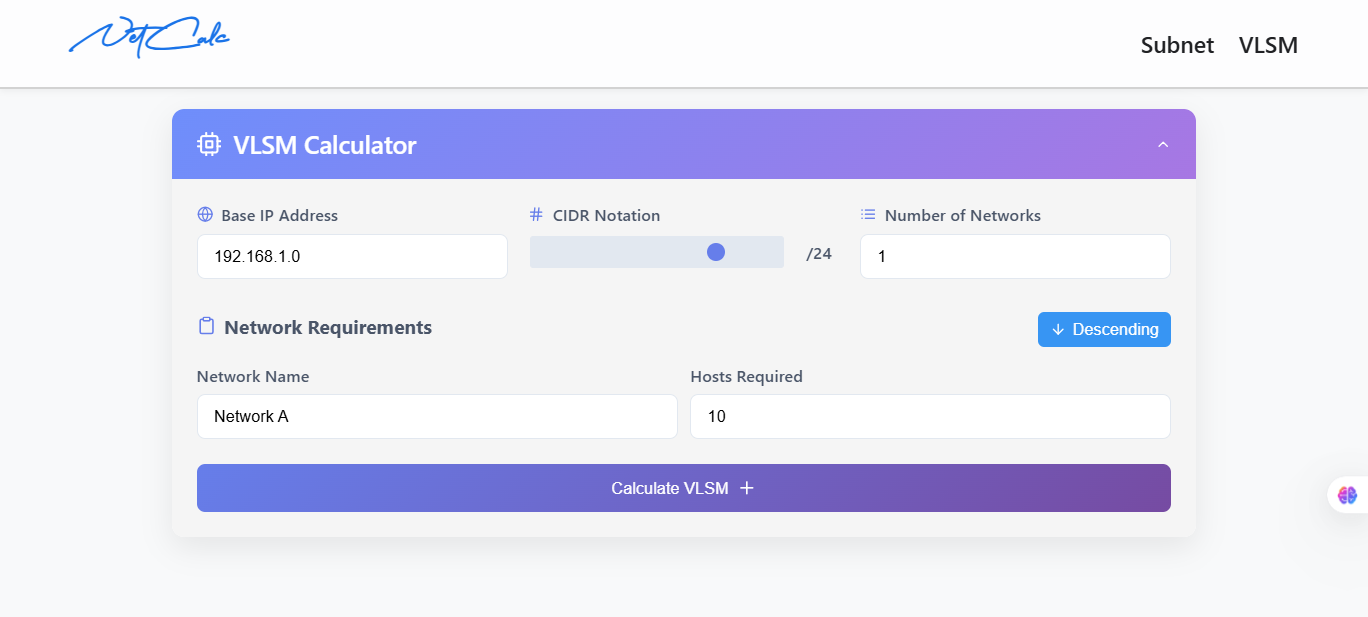 NetCalc
Subnet VLSM
VLSM Calculator
Base IP Address
CIDR Notation
Number of Networks
192.168.1.0
/24
1
Network Requirements
Descending
Network Name
Hosts Required
Network A
10
Calculate VLSM +